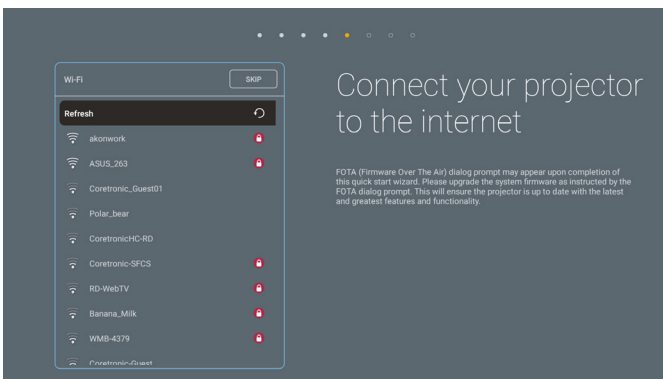 Wi-Fi
SKIP
Refresh
akonwork
ASUS_263
Coretronic_Guest01
Polar_bear
CoretronicHC-RD
Coretronic-SFCS
RD-WebTV
Banana_Milk
WMB-4379
Coretronic-Guest
Connect your projector
to the internet
FOTA (Firmware Over The Air) dialog prompt may appear upon completion of
this quick start wizard. Please upgrade the system firmware as instructed by the
FOTA dialog prompt. This will ensure the projector is up to date with the latest
and greatest features and functionality.